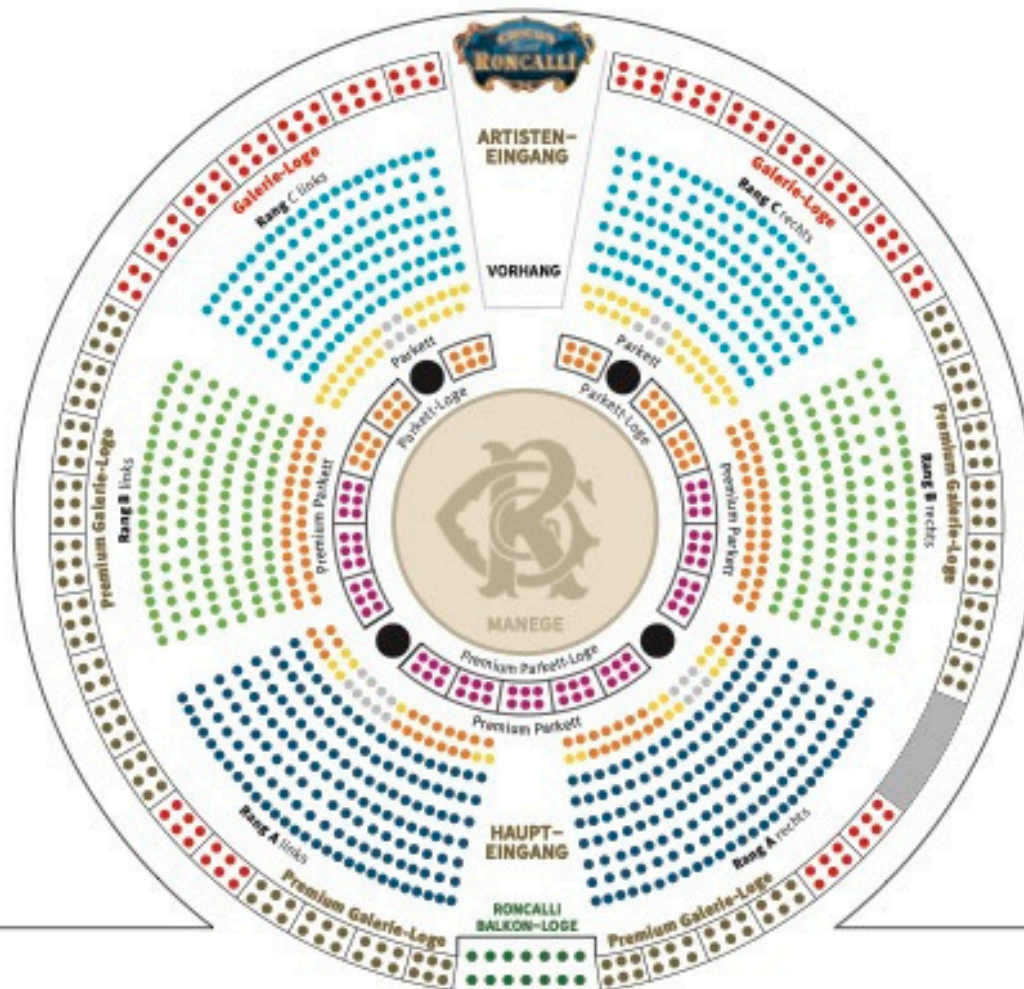 CIRCUS
RONCALLI
ARTISTEN-
EINGANG
Galerie-Loge
Rang C links
Galerie-Loge
Rang C rechts
VORHANG
Parkett
Parkett-Loge
Parkett
Parkett-Loge
Premium Galerie-Loge
Rang B links
Premium Parkett
Premium Parkett
Rang B rechts
Premium Galerie-Loge
MANEGE
Premium Parkett-Loge
Premium Parkett
Rang A links
HAUPT-
EINGANG
Rang A rechts
Premium Galerie-Loge
RONCALLI
BALKON-LOGE
Premium Galerie-Loge